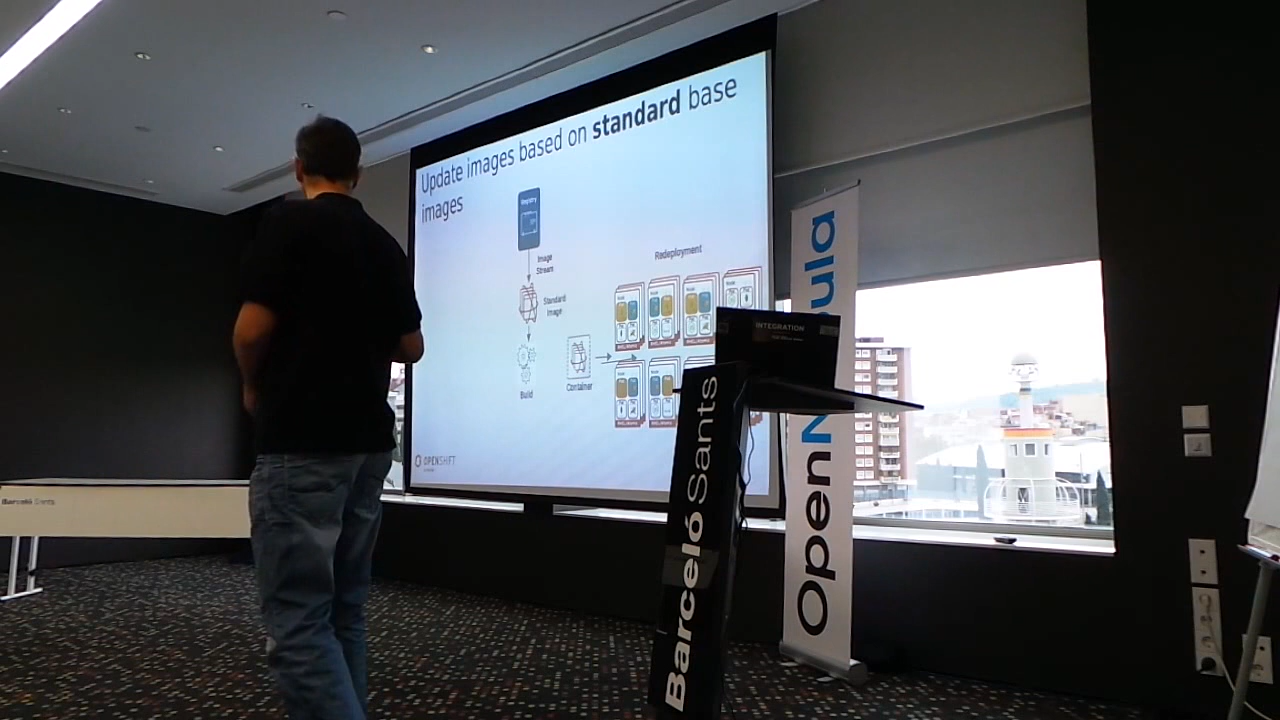 Update images based on standard base
images
Registry
Image
Stream
Standard
Image
Build
Container
Redeployment
OPENSHIFT
INTEGRATION
Barceló Sants
OpenN
ula
Barceló Sants